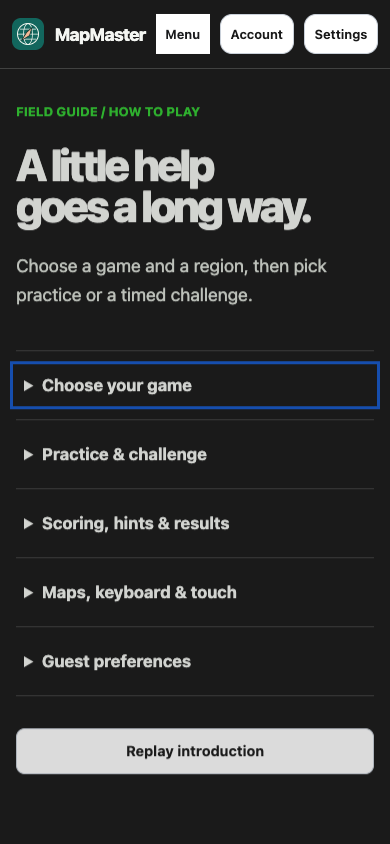 MapMaster
Menu
Account
Settings
FIELD GUIDE / HOW TO PLAY
A little help
goes a long way.
Choose a game and a region, then pick
practice or a timed challenge.
Choose your game
Practice & challenge
Scoring, hints & results
Maps, keyboard & touch
Guest preferences
Replay introduction